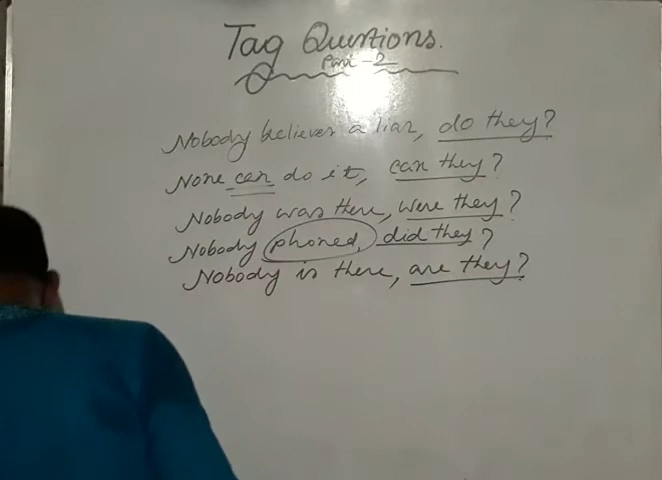 Tag Questions.
Part-2
Nobody believes a liar, do they?
None can do it, can they?
Nobody was there, were they?
Nobody phoned, did they?
Nobody is there, are they?